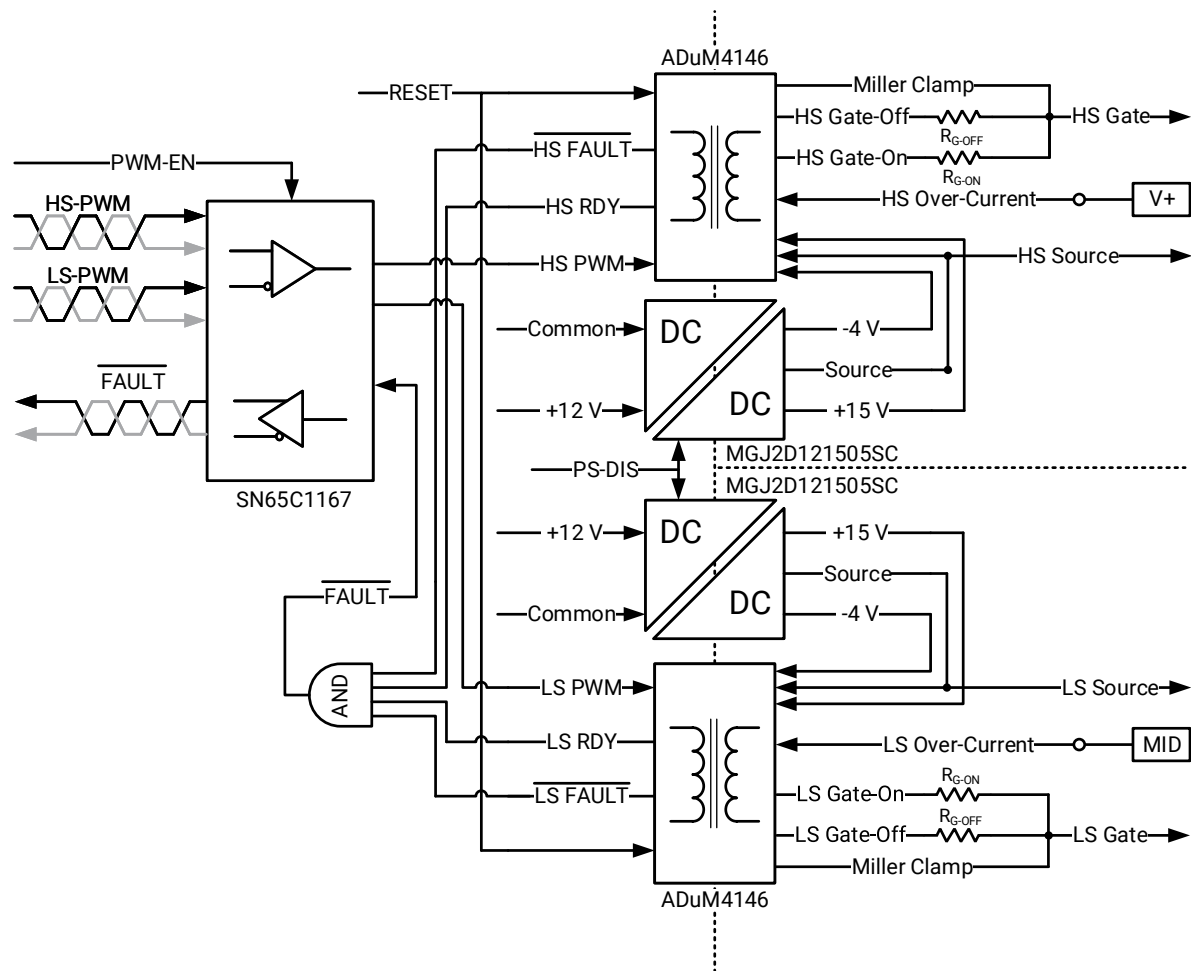 ADuM4146
RESET
Miller Clamp
HS Gate-Off
R_G-OFF
HS Gate
HS FAULT
HS Gate-On
R_G-ON
PWM-EN
HS-PWM
HS RDY
HS Over-Current
V+
HS PWM
HS Source
LS-PWM
Common
DC
-4 V
Source
FAULT
+12 V
DC
+15 V
MGJ2D121505SC
PS-DIS
MGJ2D121505SC
SN65C1167
+12 V
DC
+15 V
Source
FAULT
Common
DC
-4 V
AND
LS PWM
LS Source
LS RDY
LS Over-Current
MID
R_G-ON
LS FAULT
LS Gate-On
R_G-OFF
LS Gate-Off
LS Gate
Miller Clamp
ADuM4146